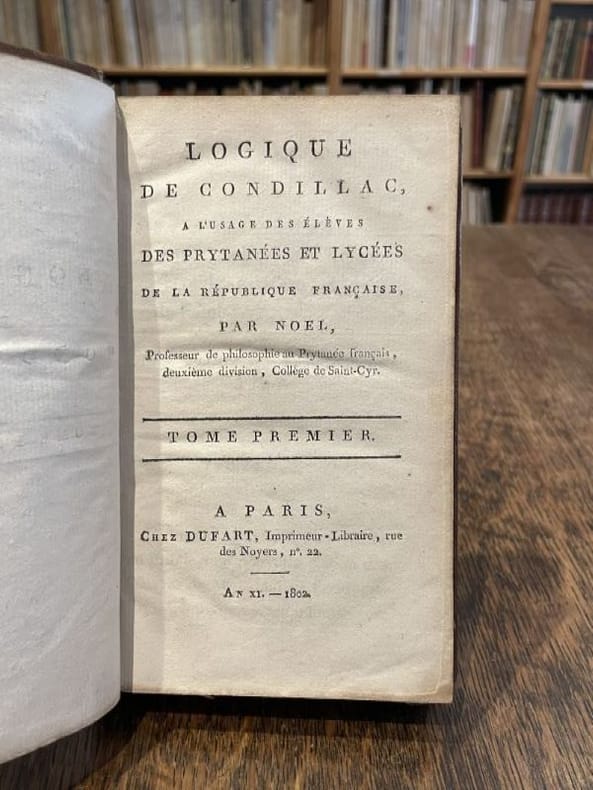 LOGIQUE
DE CONDILLAC,
A L'USAGE DES ÉLÈVES
DES PRYTANÉES ET LYCÉES
DE LA RÉPUBLIQUE FRANÇAISE,
PAR NOEL,
Professeur de philosophie au Prytanée français,
deuxième division, Collège de Saint-Cyr.
TOME PREMIER.
A PARIS,
CHEZ DUFART, Imprimeur-Libraire, rue
des Noyers, nº. 22.
AN XI. — 1802.